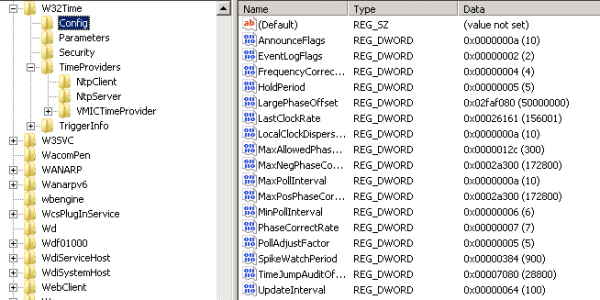 W32Time
Config
Parameters
Security
TimeProviders
NtpClient
NtpServer
VMICTimeProvider
TriggerInfo
W3SVC
WacomPen
WANARP
Wanarpv6
wbengine
WcsPlugInService
Wd
Wdf01000
WdiServiceHost
WdiSystemHost
WebClient
Name Type Data
(Default) REG_SZ (value not set)
AnnounceFlags REG_DWORD 0x0000000a (10)
EventLogFlags REG_DWORD 0x00000002 (2)
FrequencyCorrec... REG_DWORD 0x00000004 (4)
HoldPeriod REG_DWORD 0x00000005 (5)
LargePhaseOffset REG_DWORD 0x02faf080 (50000000)
LastClockRate REG_DWORD 0x00026161 (156001)
LocalClockDispers... REG_DWORD 0x0000000a (10)
MaxAllowedPhas... REG_DWORD 0x0000012c (300)
MaxNegPhaseCo... REG_DWORD 0x0002a300 (172800)
MaxPollInterval REG_DWORD 0x0000000a (10)
MaxPosPhaseCor... REG_DWORD 0x0002a300 (172800)
MinPollInterval REG_DWORD 0x00000006 (6)
PhaseCorrectRate REG_DWORD 0x00000007 (7)
PollAdjustFactor REG_DWORD 0x00000005 (5)
SpikeWatchPeriod REG_DWORD 0x00000384 (900)
TimeJumpAuditOf... REG_DWORD 0x00007080 (28800)
UpdateInterval REG_DWORD 0x00000064 (100)